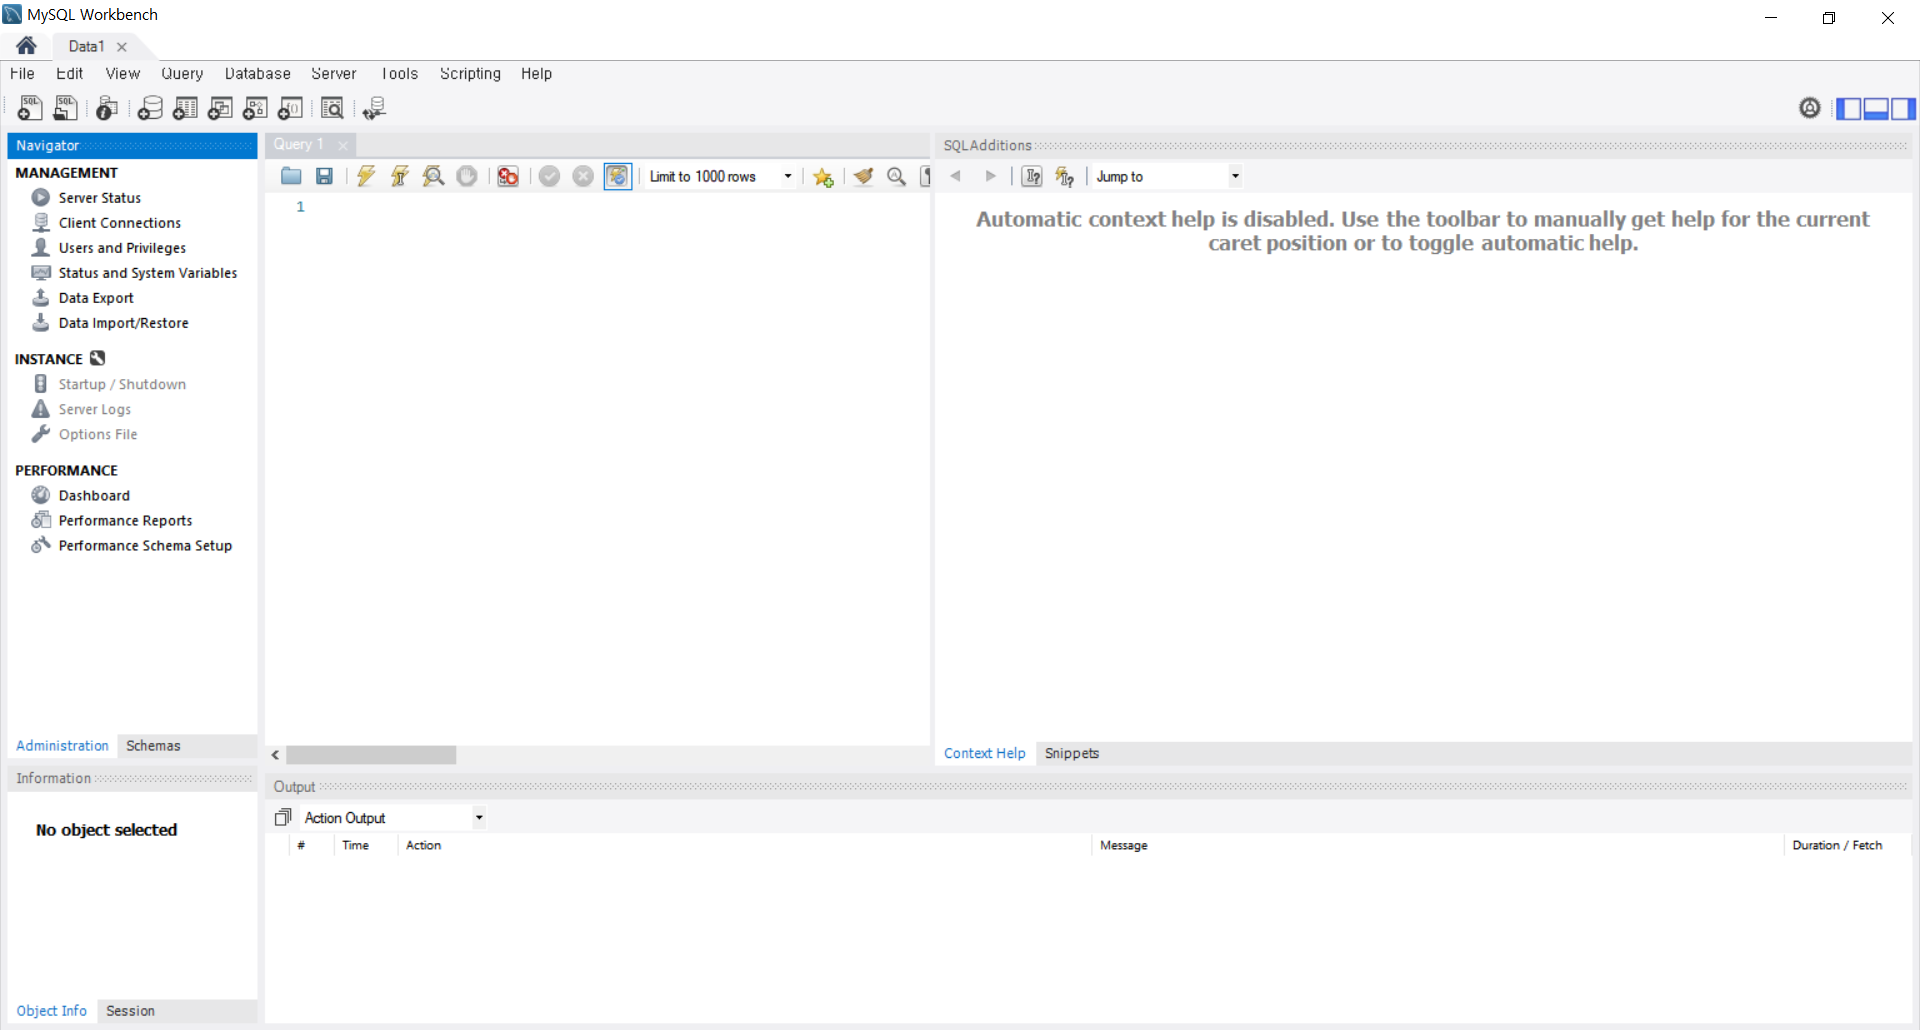 MySQL Workbench
Data1
File Edit View Query Database Server Tools Scripting Help
Navigator
MANAGEMENT
Server Status
Client Connections
Users and Privileges
Status and System Variables
Data Export
Data Import/Restore
INSTANCE
Startup / Shutdown
Server Logs
Options File
PERFORMANCE
Dashboard
Performance Reports
Performance Schema Setup
Administration Schemas
Information
No object selected
Object Info Session
Query 1
Limit to 1000 rows
1
SQLAdditions
Jump to
Automatic context help is disabled. Use the toolbar to manually get help for the current
caret position or to toggle automatic help.
Context Help Snippets
Output
Action Output
# Time Action Message Duration / Fetch